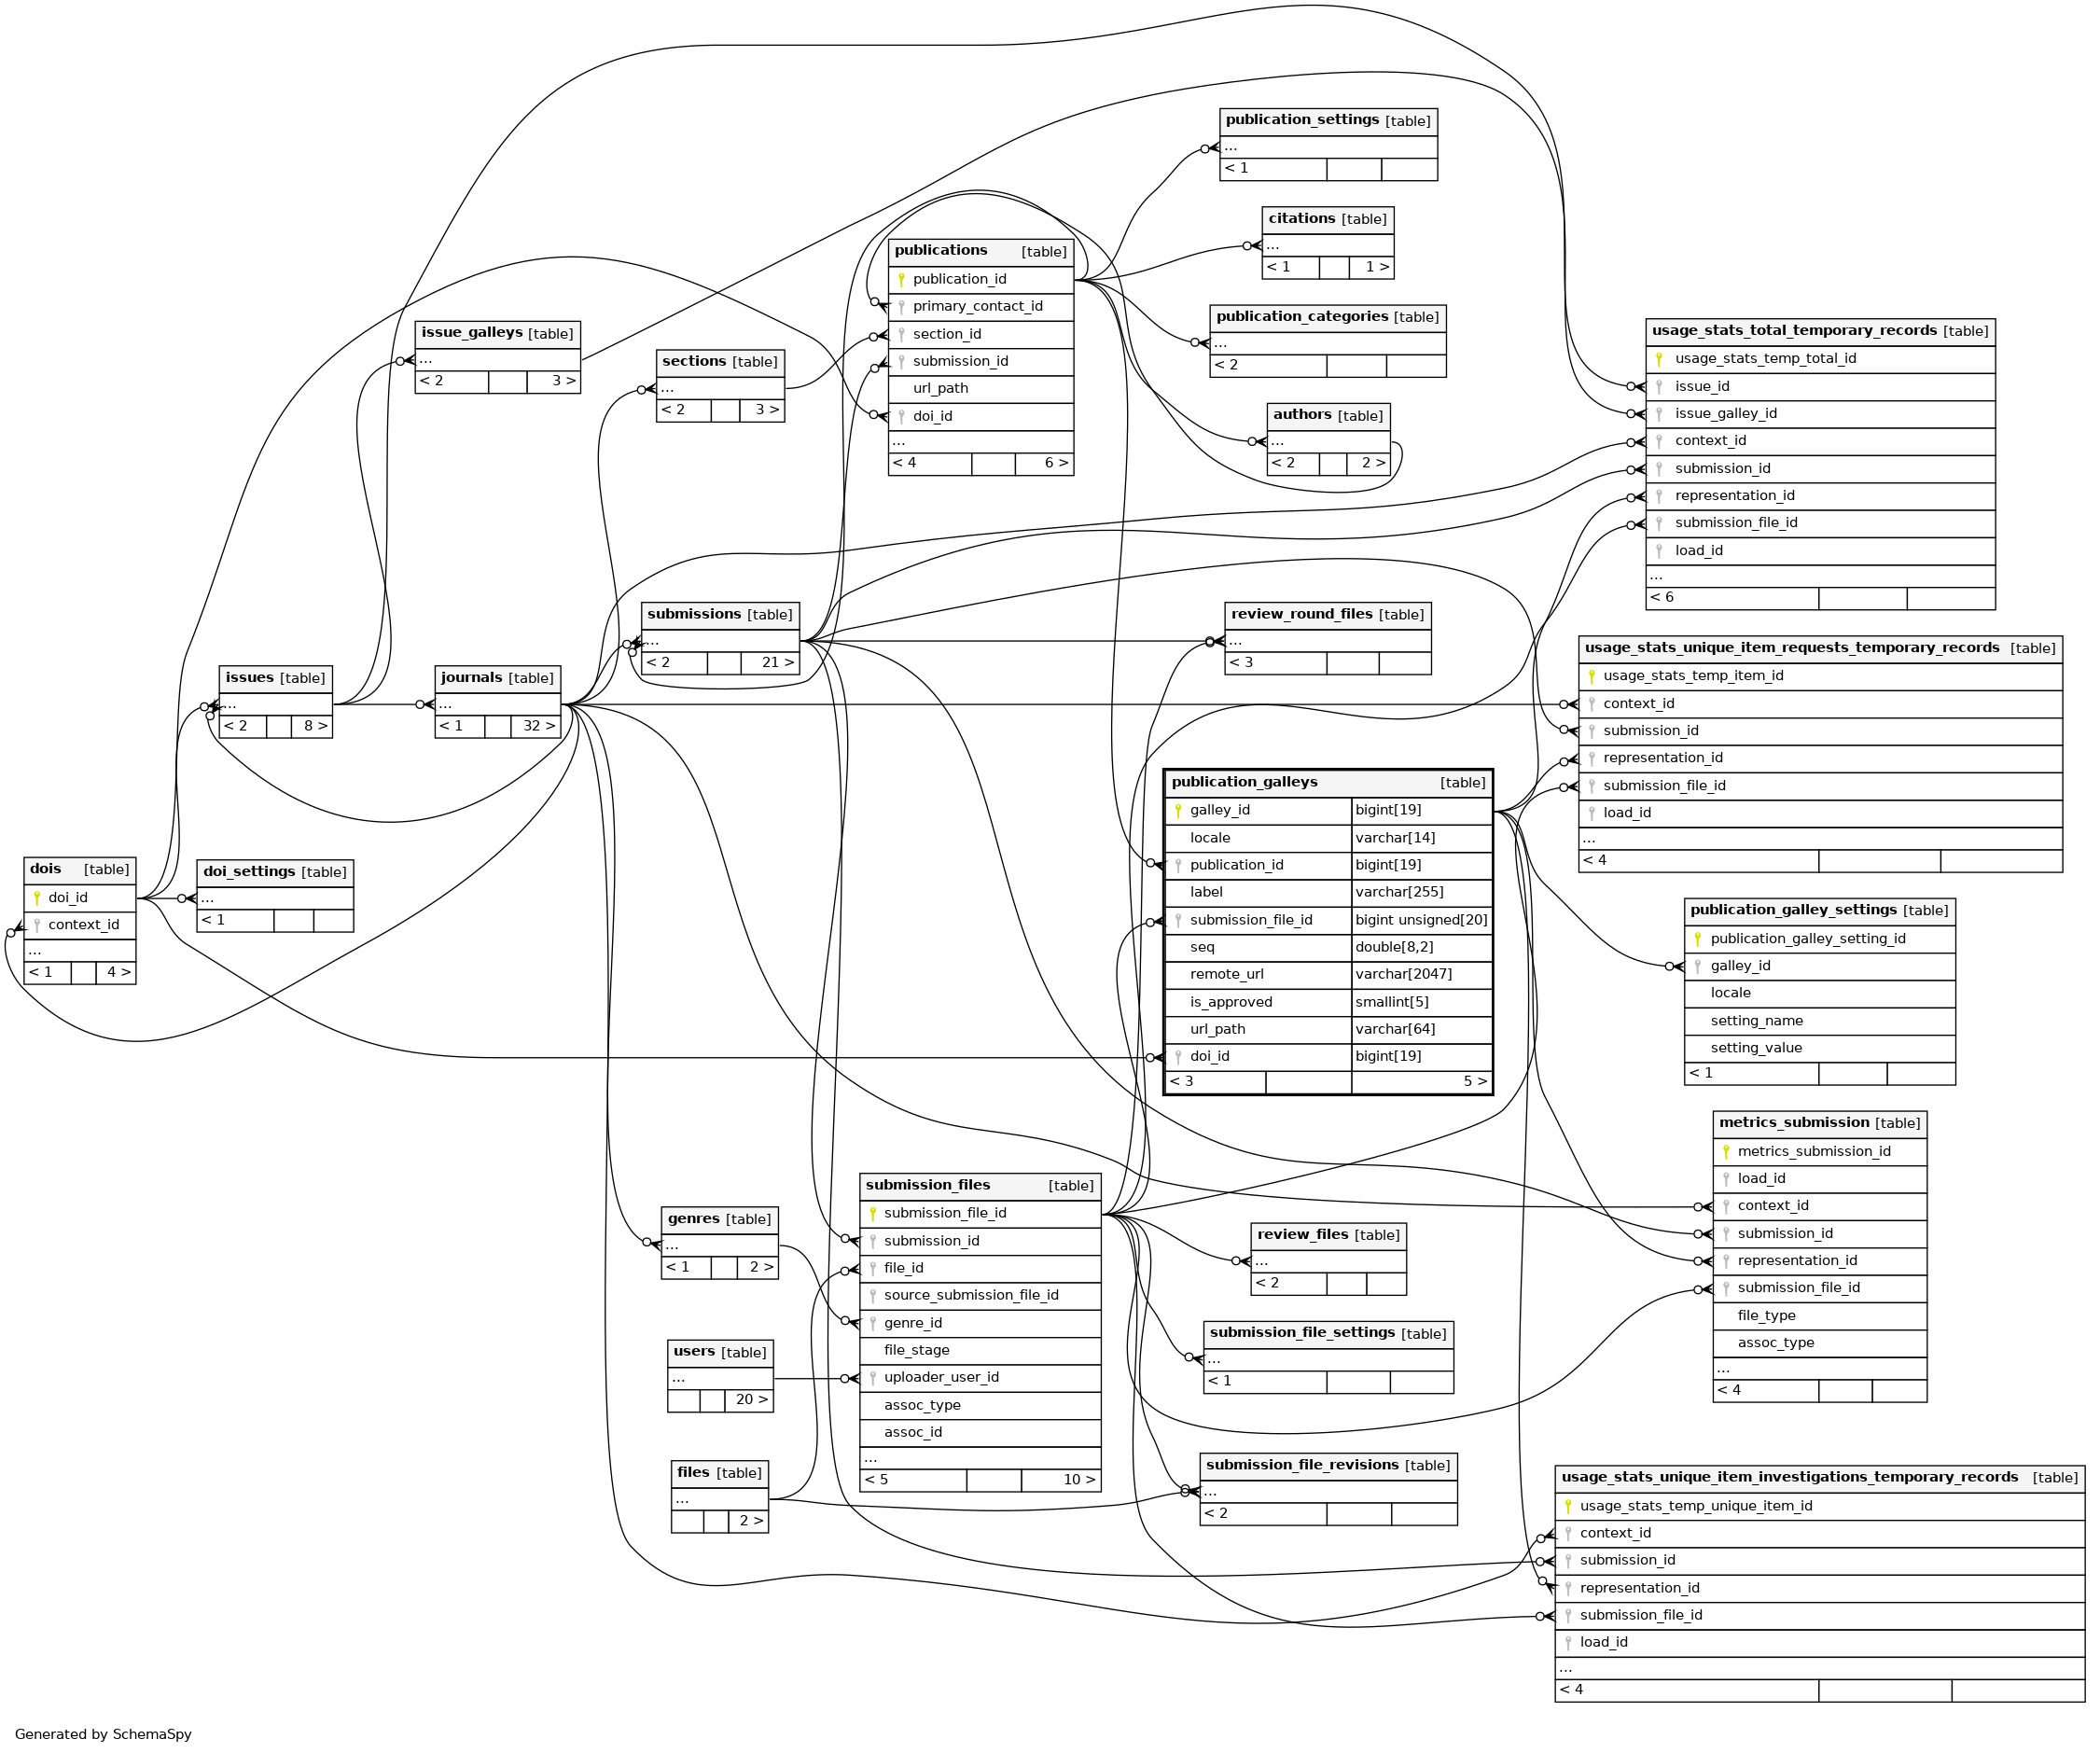 publication_settings [table]
...
< 1
citations [table]
...
< 1 1 >
publications [table]
publication_id
primary_contact_id
section_id
submission_id
url_path
doi_id
...
< 4 6 >
publication_categories [table]
...
< 2
issue_galleys [table]
...
< 2 3 >
sections [table]
...
< 2 3 >
authors [table]
...
< 2 2 >
usage_stats_total_temporary_records [table]
usage_stats_temp_total_id
issue_id
issue_galley_id
context_id
submission_id
representation_id
submission_file_id
load_id
...
< 6
submissions [table]
...
< 2 21 >
review_round_files [table]
...
< 3
issues [table]
...
< 2 8 >
journals [table]
...
< 1 32 >
usage_stats_unique_item_requests_temporary_records [table]
usage_stats_temp_item_id
context_id
submission_id
representation_id
submission_file_id
load_id
...
< 4
publication_galleys [table]
galley_id bigint[19]
locale varchar[14]
publication_id bigint[19]
label varchar[255]
submission_file_id bigint unsigned[20]
seq double[8,2]
remote_url varchar[2047]
is_approved smallint[5]
url_path varchar[64]
doi_id bigint[19]
< 3 5 >
dois [table]
doi_id
context_id
...
< 1 4 >
doi_settings [table]
...
< 1
publication_galley_settings [table]
publication_galley_setting_id
galley_id
locale
setting_name
setting_value
< 1
metrics_submission [table]
metrics_submission_id
load_id
context_id
submission_id
representation_id
submission_file_id
file_type
assoc_type
...
< 4
submission_files [table]
submission_file_id
submission_id
file_id
source_submission_file_id
genre_id
file_stage
uploader_user_id
assoc_type
assoc_id
...
< 5 10 >
genres [table]
...
< 1 2 >
review_files [table]
...
< 2
submission_file_settings [table]
...
< 1
users [table]
...
20 >
files [table]
...
2 >
submission_file_revisions [table]
...
< 2
usage_stats_unique_item_investigations_temporary_records [table]
usage_stats_temp_unique_item_id
context_id
submission_id
representation_id
submission_file_id
load_id
...
< 4
Generated by SchemaSpy